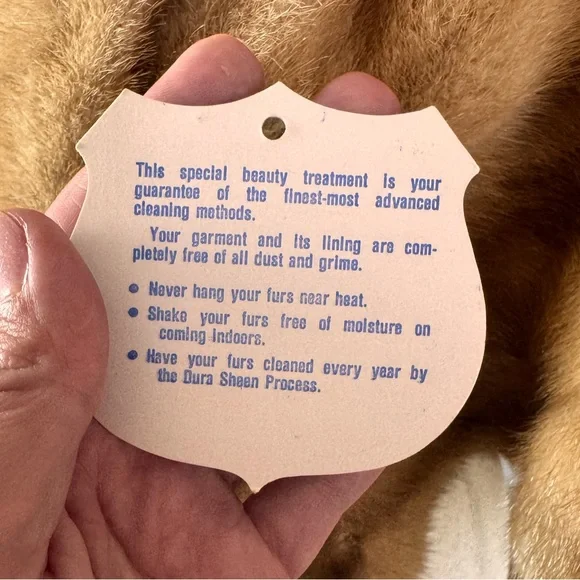 This special beauty treatment is your
guarantee of the finest-most advanced
cleaning methods.
Your garment and its lining are com-
pletely free of all dust and grime.
• Never hang your furs near heat.
• Shake your furs free of moisture on
coming indoors.
• Have your furs cleaned every year by
the Dura Sheen Process.